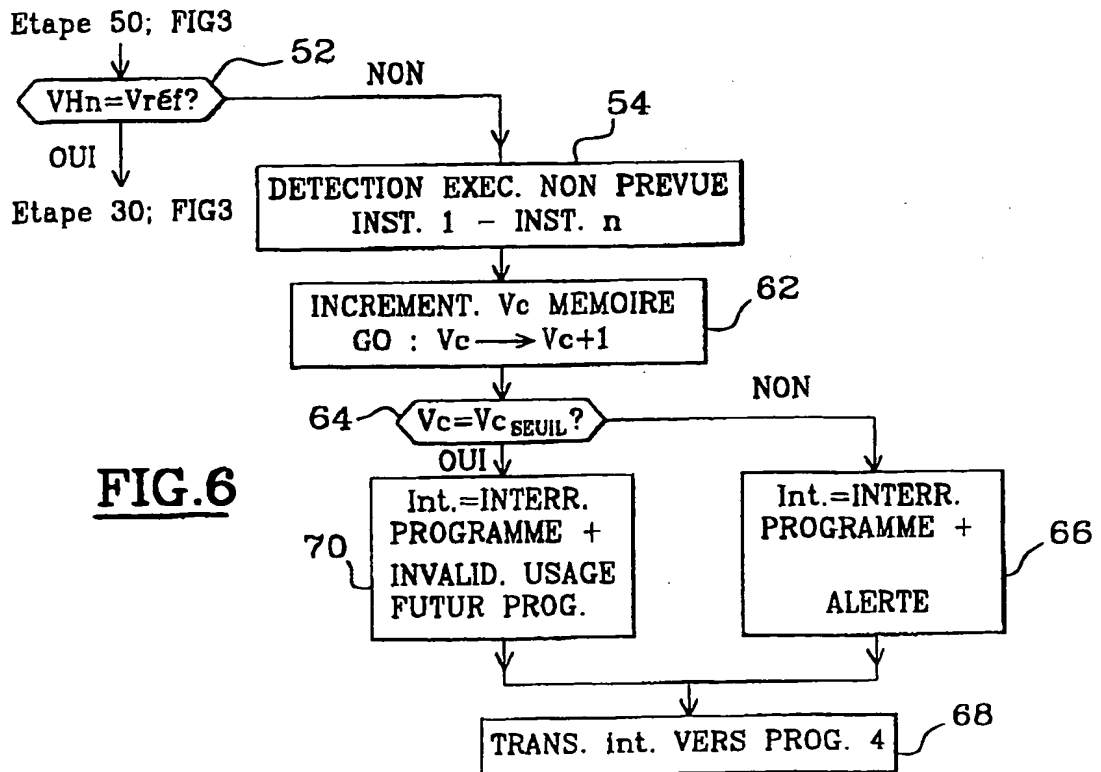 Etape 50; FIG3
52
VHn=Vréf?
NON
OUI
54
Etape 30; FIG3
DETECTION EXEC. NON PREVUE
INST. 1 - INST. n
INCREMENT. Vc MEMOIRE
GO : Vc → Vc+1
62
64
Vc=Vc SEUIL?
NON
OUI
FIG.6
70
Int.=INTERR.
PROGRAMME +
INVALID. USAGE
FUTUR PROG.
Int.=INTERR.
PROGRAMME +
ALERTE
66
TRANS. int. VERS PROG. 4
68